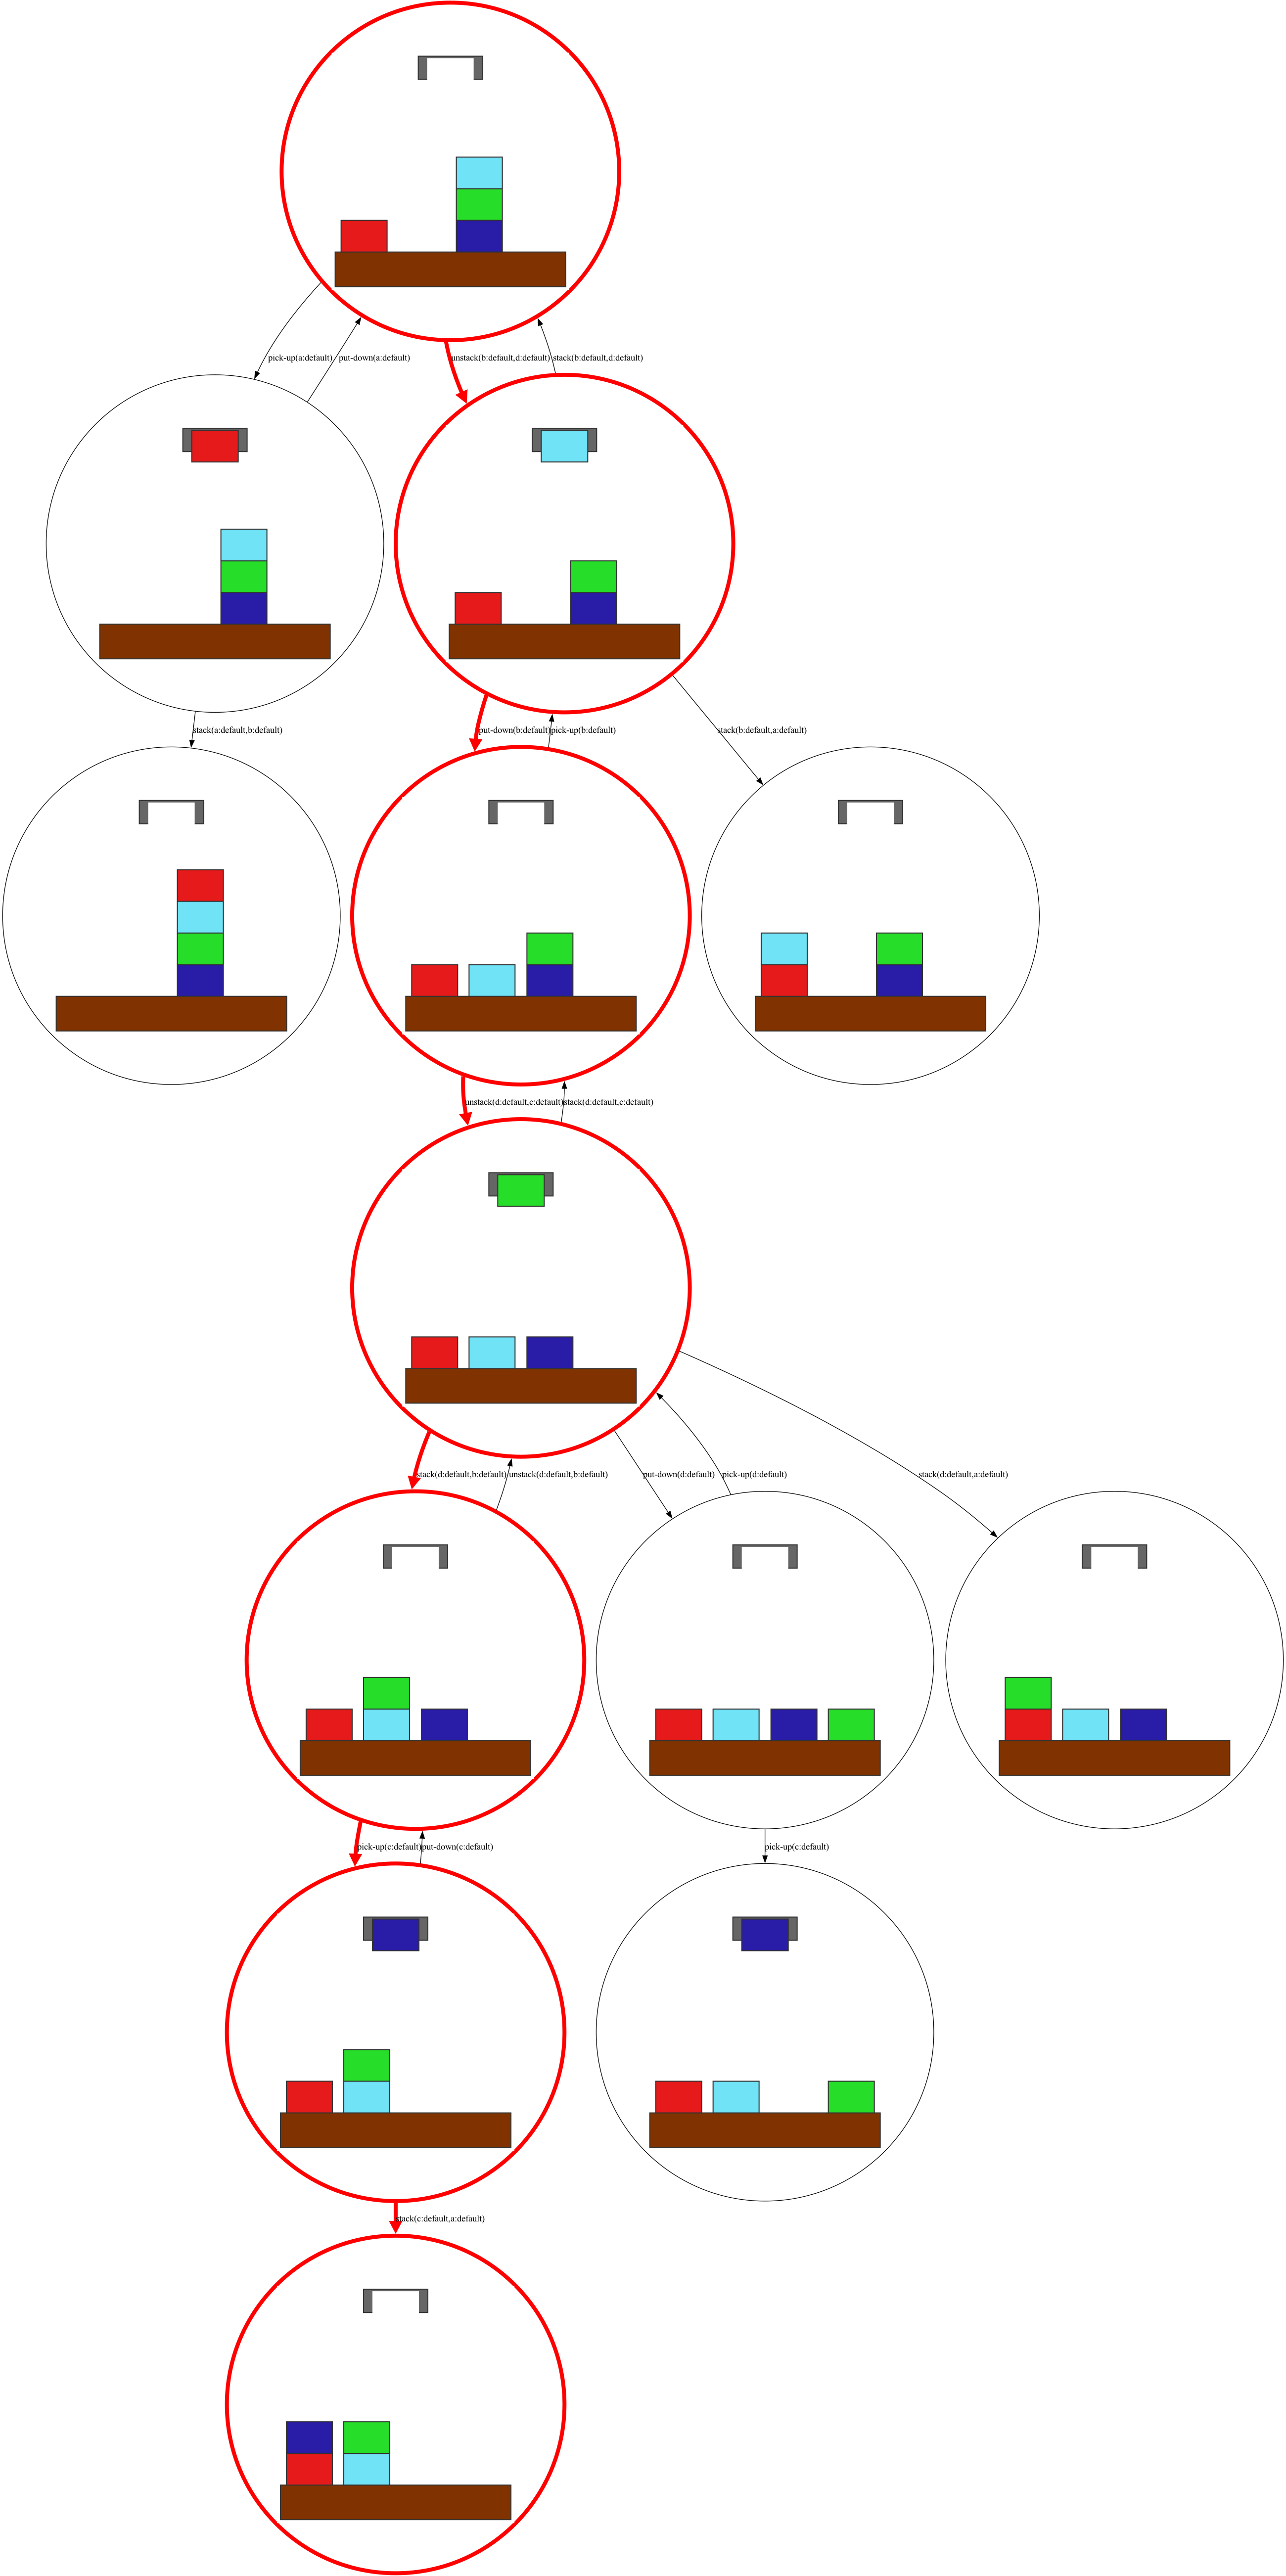 pick-up(a:default)
put-down(a:default)
unstack(b:default,d:default)
stack(b:default,d:default)
stack(a:default,b:default)
put-down(b:default)
pick-up(b:default)
stack(b:default,a:default)
unstack(d:default,c:default)
stack(d:default,c:default)
stack(d:default,b:default)
unstack(d:default,b:default)
put-down(d:default)
pick-up(d:default)
stack(d:default,a:default)
pick-up(c:default)
put-down(c:default)
pick-up(c:default)
stack(c:default,a:default)